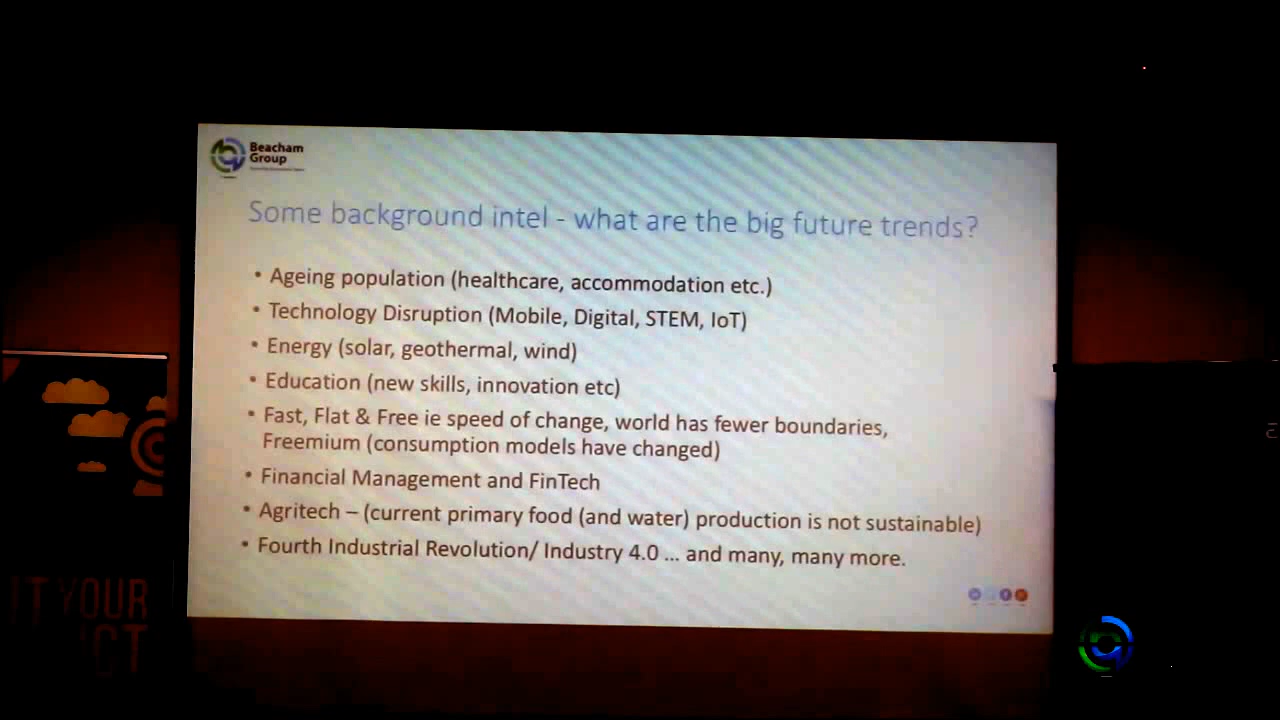 Beacham
Group
Some background intel - what are the big future trends?
• Ageing population (healthcare, accommodation etc.)
• Technology Disruption (Mobile, Digital, STEM, IoT)
• Energy (solar, geothermal, wind)
• Education (new skills, innovation etc)
• Fast, Flat & Free ie speed of change, world has fewer boundaries,
Freemium (consumption models have changed)
• Financial Management and FinTech
• Agritech – (current primary food (and water) production is not sustainable)
• Fourth Industrial Revolution/ Industry 4.0 ... and many, many more.
IT YOUR